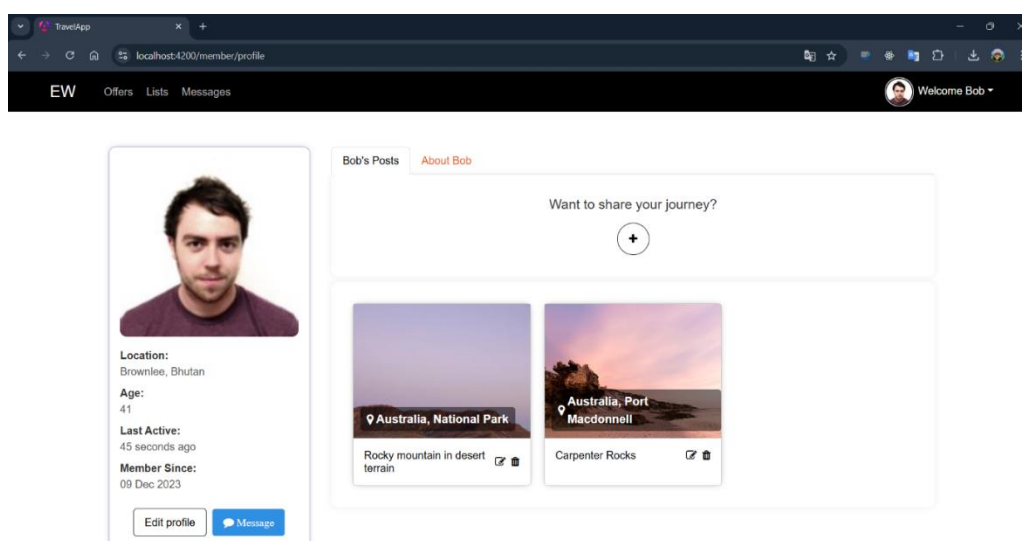 TravelApp
localhost:4200/member/profile
EW
Offers Lists Messages
Welcome Bob
Bob's Posts
About Bob
Want to share your journey?
Location:
Brownlee, Bhutan
Age:
41
Last Active:
45 seconds ago
Member Since:
09 Dec 2023
Edit profile
Message
Australia, National Park
Rocky mountain in desert
terrain
Australia, Port
Macdonnell
Carpenter Rocks